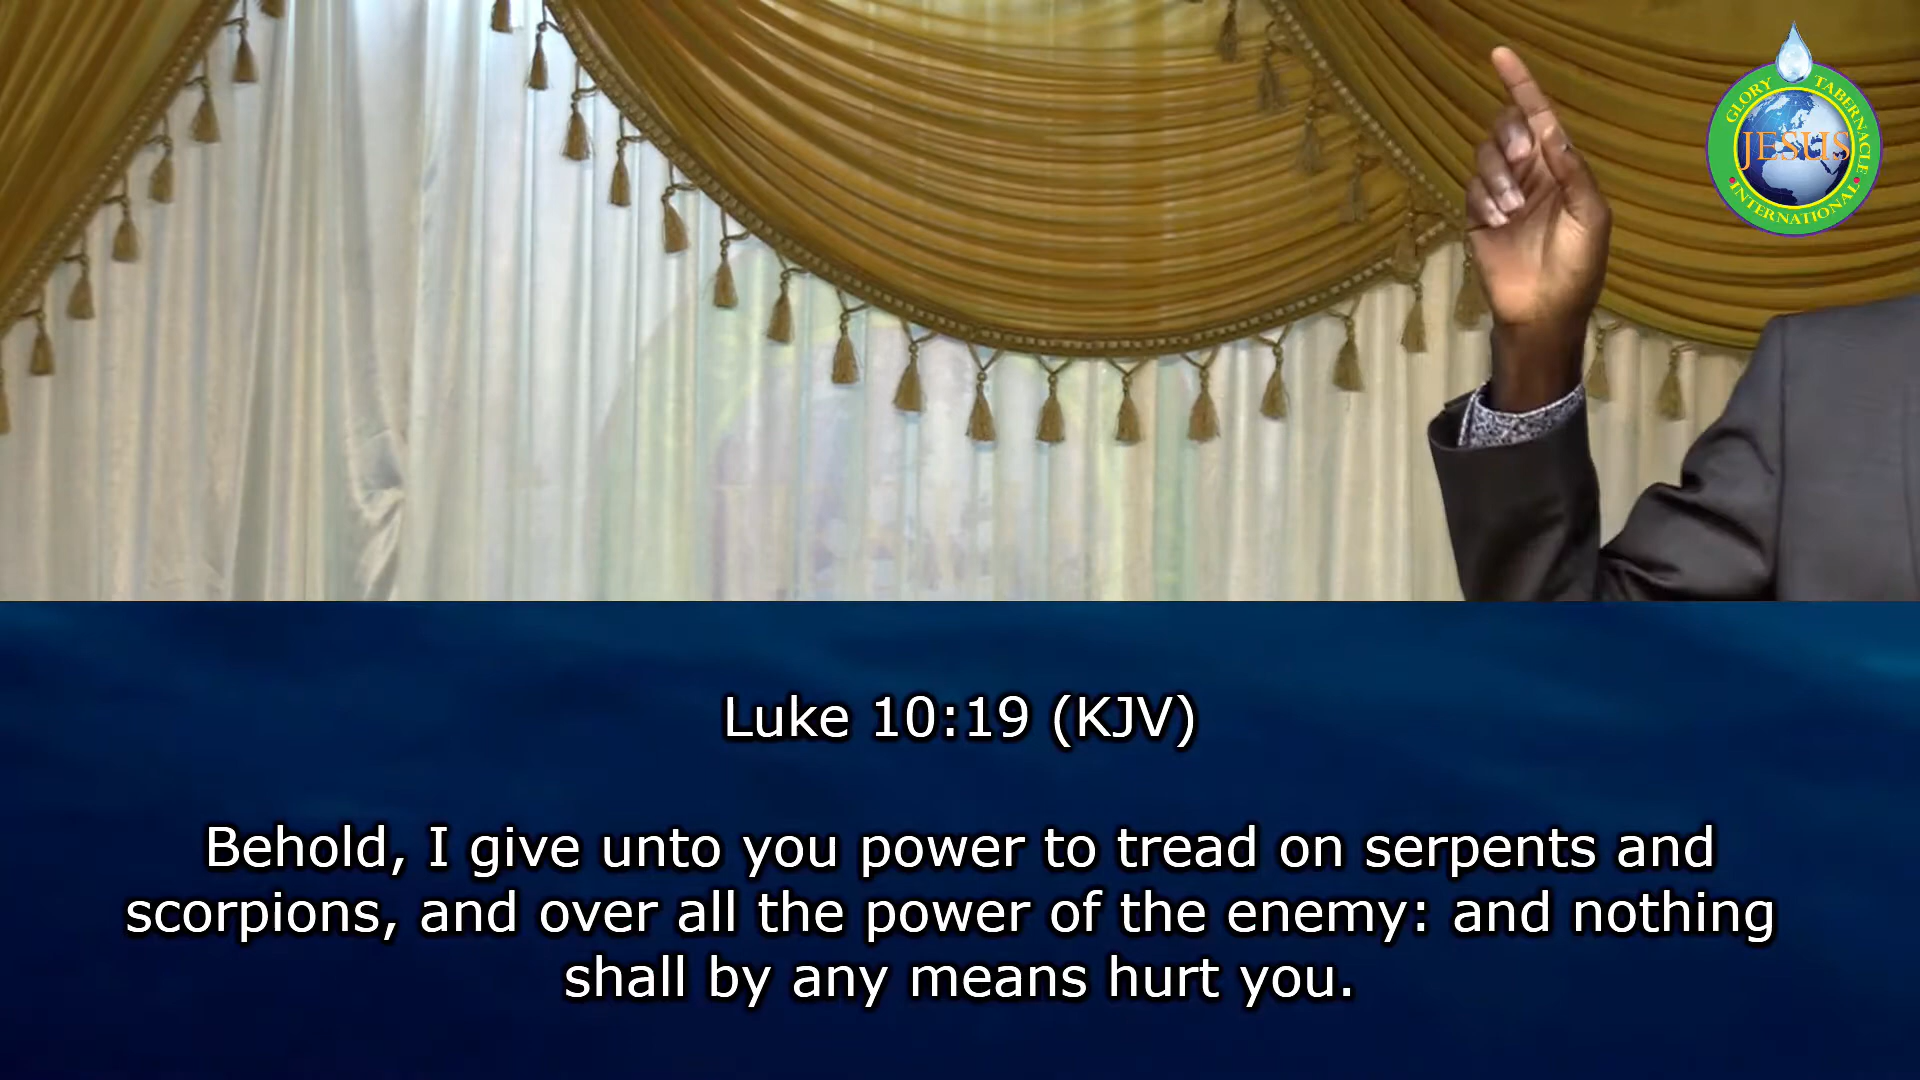 GLORY TABERNACLE
JESUS
INTERNATIONAL
Luke 10:19 (KJV)
Behold, I give unto you power to tread on serpents and
scorpions, and over all the power of the enemy: and nothing
shall by any means hurt you.